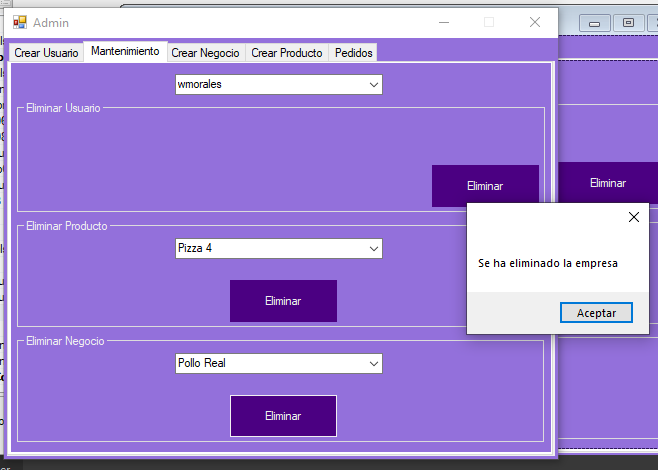 Admin
Crear Usuario
Mantenimiento
Crear Negocio
Crear Producto
Pedidos
wmorales
Eliminar Usuario
Eliminar
Eliminar
Eliminar Producto
Pizza 4
Eliminar
Se ha eliminado la empresa
Aceptar
Eliminar Negocio
Pollo Real
Eliminar